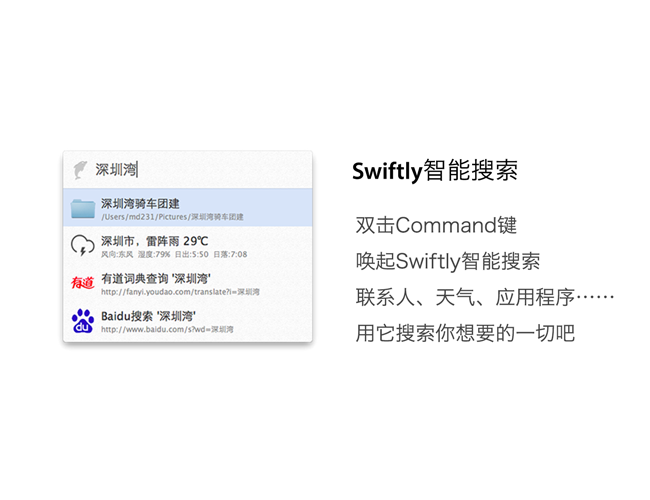 深圳湾
深圳湾骑车团建
/Users/md231/Pictures/深圳湾骑车团建
深圳市，雷阵雨 29℃
风向:东风 湿度:79% 日出:5:50 日落:7:08
有道
有道词典查询 '深圳湾'
http://fanyi.youdao.com/translate?i=深圳湾
du
Baidu搜索 '深圳湾'
http://www.baidu.com/s?wd=深圳湾
Swiftly智能搜索
双击Command键
唤起Swiftly智能搜索
联系人、天气、应用程序……
用它搜索你想要的一切吧